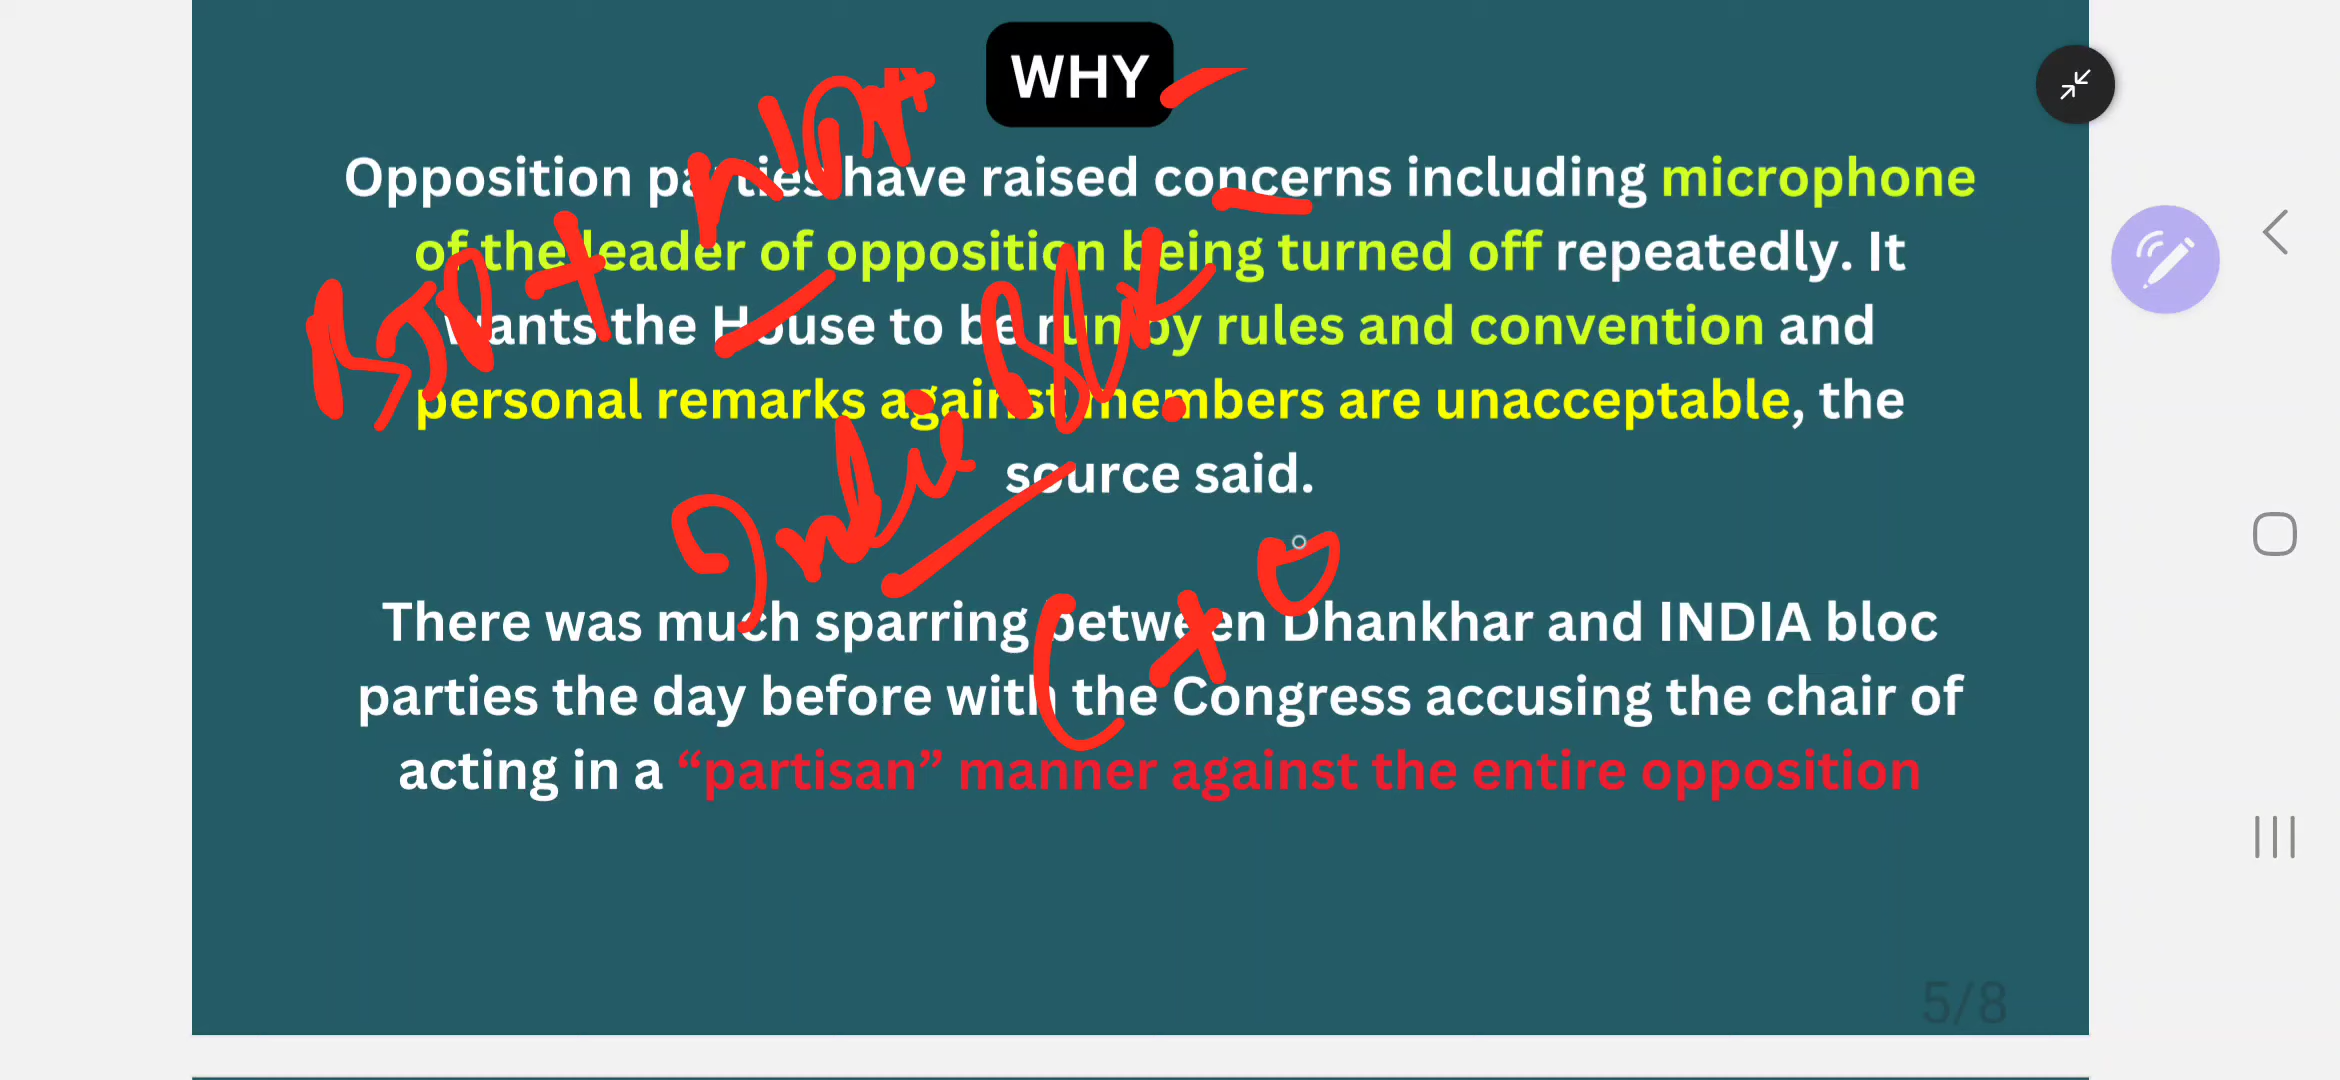 WHY
Opposition parties have raised concerns including microphone
of the leader of opposition being turned off repeatedly. It
wants the House to be run by rules and convention and
personal remarks against members are unacceptable, the
source said.
There was much sparring between Dhankhar and INDIA bloc
parties the day before with the Congress accusing the chair of
acting in a “partisan” manner against the entire opposition
BJP +
India Bloc
5/8